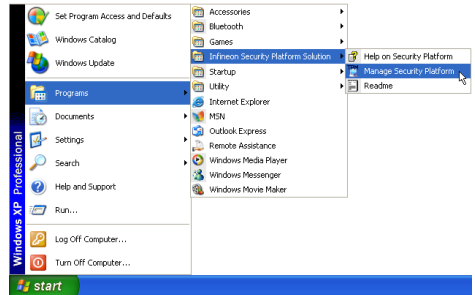 Set Program Access and Defaults
Windows Catalog
Windows Update
Programs
Documents
Settings
Search
Help and Support
Run...
Log Off Computer...
Turn Off Computer...
Windows XP Professional
start
Accessories
Bluetooth
Games
Infineon Security Platform Solution
Startup
Utility
Internet Explorer
MSN
Outlook Express
Remote Assistance
Windows Media Player
Windows Messenger
Windows Movie Maker
Help on Security Platform
Manage Security Platform
Readme